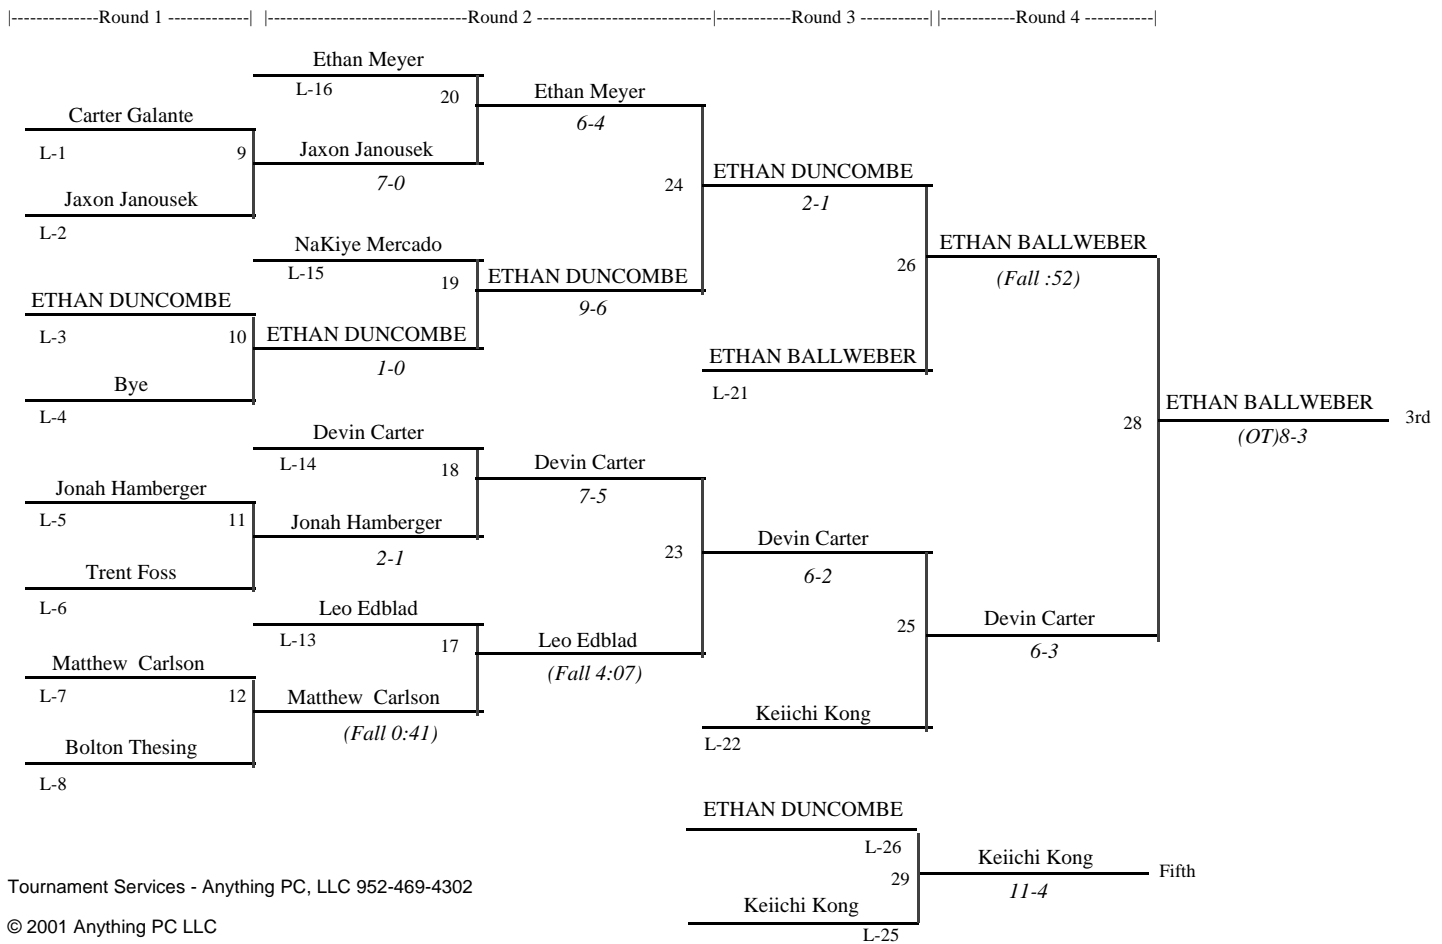 |--------------Round 1 -------------| |--------------------------------Round 2 ----------------------------|------------Round 3 -----------| |------------Round 4 -----------|
Ethan Meyer
L-16
20
Ethan Meyer
6-4
Carter Galante
L-1
9
Jaxon Janousek
7-0
Jaxon Janousek
L-2
24
ETHAN DUNCOMBE
2-1
NaKiye Mercado
L-15
19
ETHAN DUNCOMBE
9-6
ETHAN DUNCOMBE
L-3
10
ETHAN DUNCOMBE
1-0
Bye
L-4
26
ETHAN BALLWEBER
(Fall :52)
ETHAN BALLWEBER
L-21
28
ETHAN BALLWEBER
3rd
(OT)8-3
Devin Carter
L-14
18
Devin Carter
7-5
Jonah Hamberger
L-5
11
Jonah Hamberger
2-1
Trent Foss
L-6
23
Devin Carter
6-2
Leo Edblad
L-13
17
Leo Edblad
(Fall 4:07)
25
Devin Carter
6-3
Matthew  Carlson
L-7
12
Matthew  Carlson
(Fall 0:41)
Bolton Thesing
L-8
Keiichi Kong
L-22
ETHAN DUNCOMBE
L-26
29
Keiichi Kong
Fifth
11-4
Keiichi Kong
L-25
Tournament Services - Anything PC, LLC 952-469-4302
© 2001 Anything PC LLC